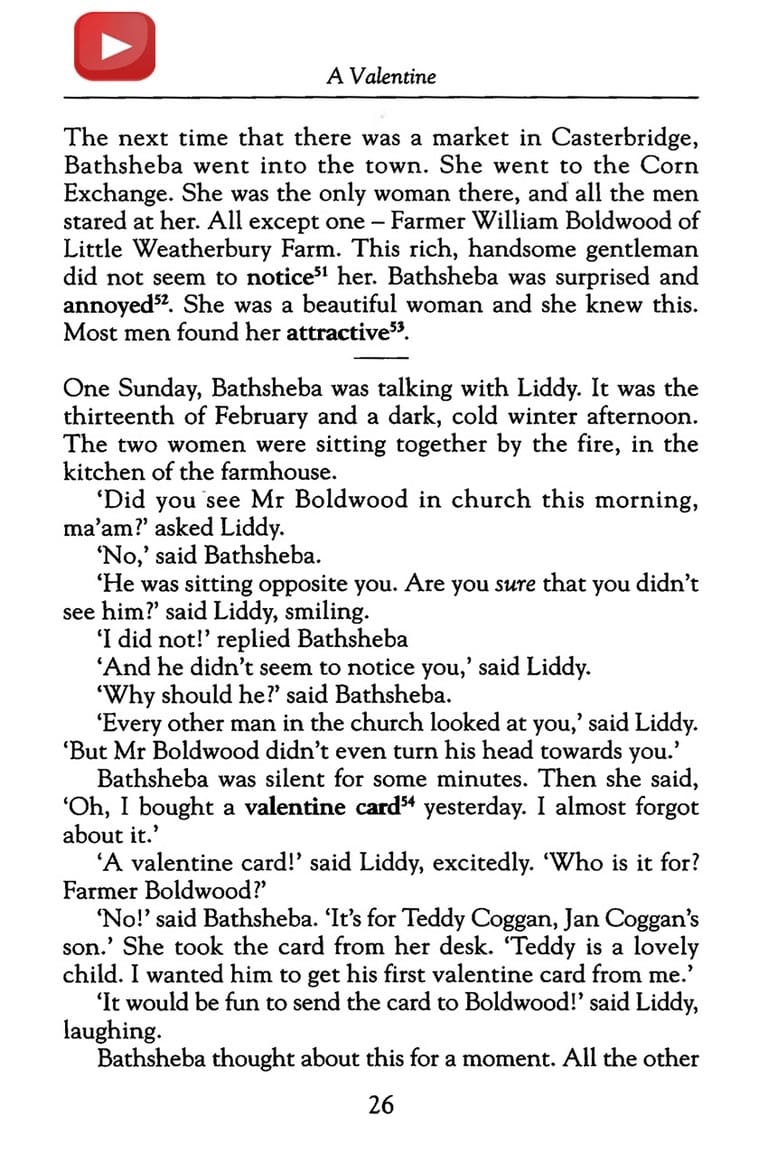 A Valentine
The next time that there was a market in Casterbridge,
Bathsheba went into the town. She went to the Corn
Exchange. She was the only woman there, and all the men
stared at her. All except one – Farmer William Boldwood of
Little Weatherbury Farm. This rich, handsome gentleman
did not seem to notice⁵¹ her. Bathsheba was surprised and
annoyed⁵². She was a beautiful woman and she knew this.
Most men found her attractive⁵³.
One Sunday, Bathsheba was talking with Liddy. It was the
thirteenth of February and a dark, cold winter afternoon.
The two women were sitting together by the fire, in the
kitchen of the farmhouse.
‘Did you see Mr Boldwood in church this morning,
ma’am?’ asked Liddy.
‘No,’ said Bathsheba.
‘He was sitting opposite you. Are you sure that you didn’t
see him?’ said Liddy, smiling.
‘I did not!’ replied Bathsheba
‘And he didn’t seem to notice you,’ said Liddy.
‘Why should he?’ said Bathsheba.
‘Every other man in the church looked at you,’ said Liddy.
‘But Mr Boldwood didn’t even turn his head towards you.’
Bathsheba was silent for some minutes. Then she said,
‘Oh, I bought a valentine card⁵⁴ yesterday. I almost forgot
about it.’
‘A valentine card!’ said Liddy, excitedly. ‘Who is it for?
Farmer Boldwood?’
‘No!’ said Bathsheba. ‘It’s for Teddy Coggan, Jan Coggan’s
son.’ She took the card from her desk. ‘Teddy is a lovely
child. I wanted him to get his first valentine card from me.’
‘It would be fun to send the card to Boldwood!’ said Liddy,
laughing.
Bathsheba thought about this for a moment. All the other
26